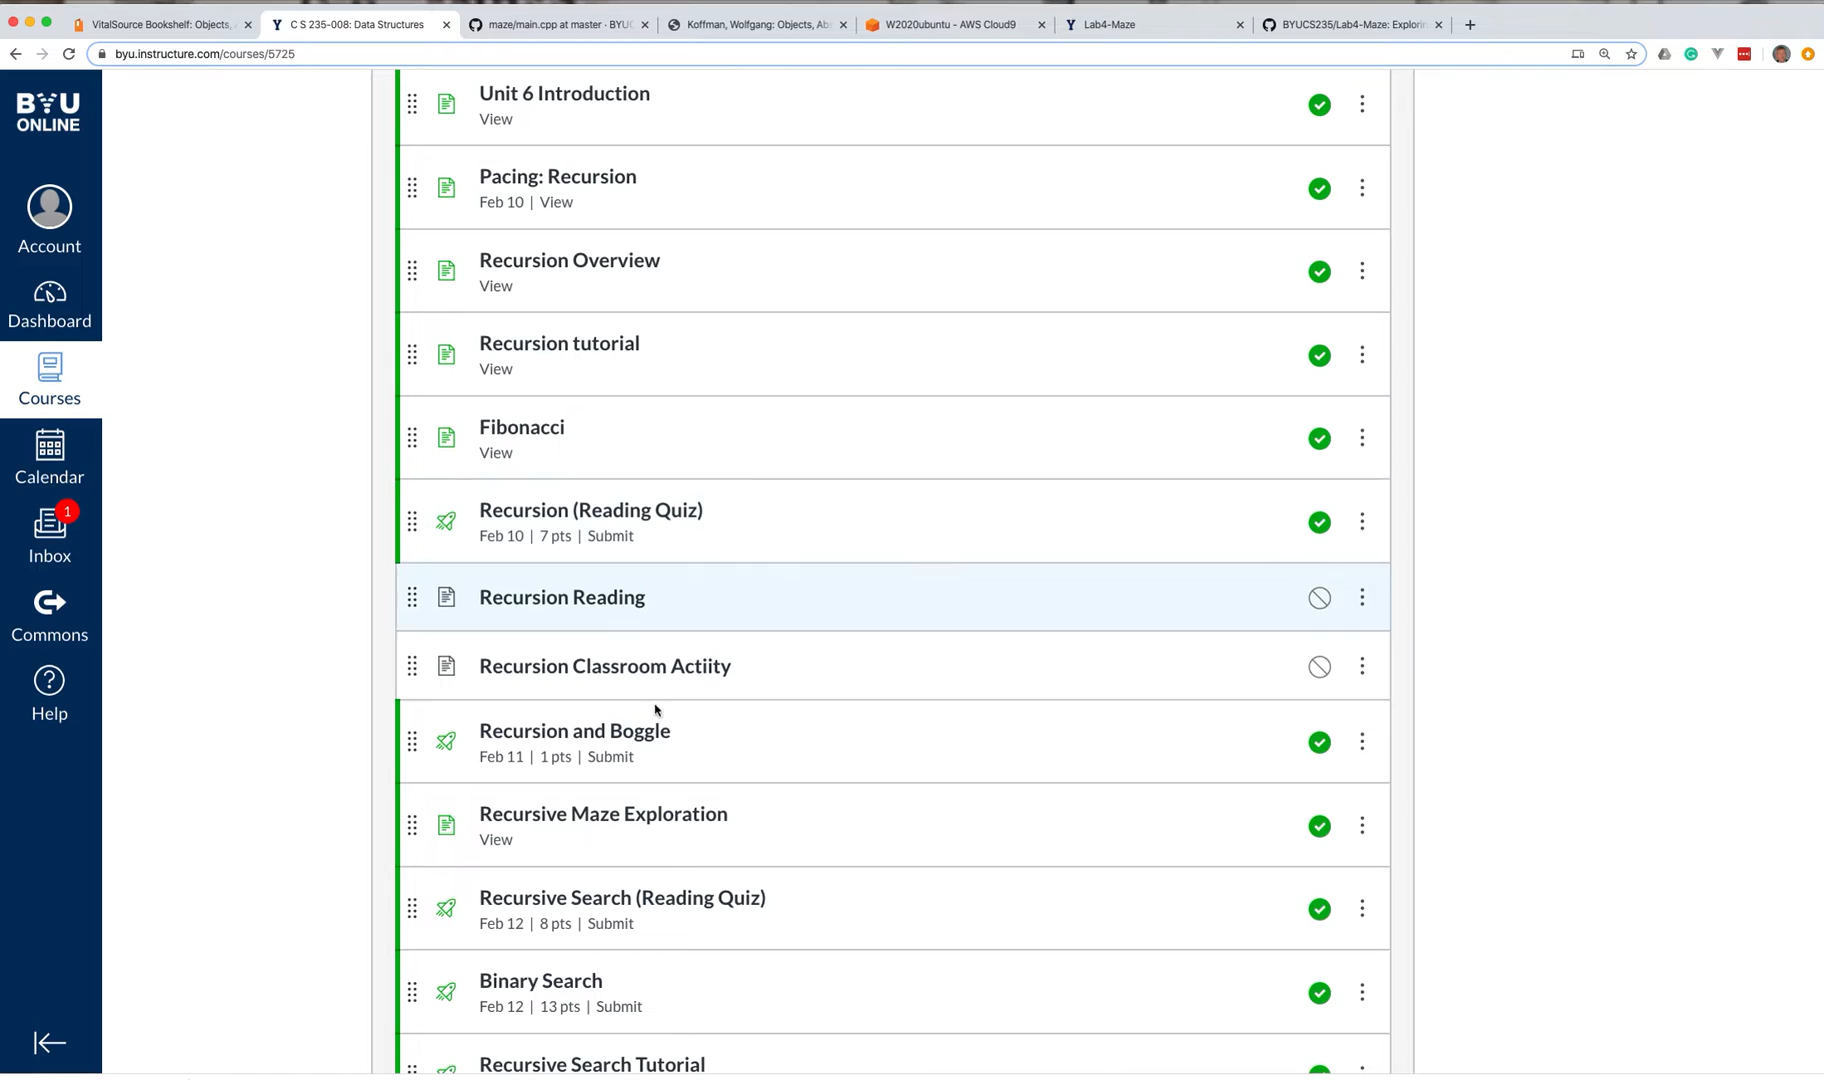 VitalSource Bookshelf: Objects, A
C S 235-008: Data Structures
maze/main.cpp at master · BYUC
Koffman, Wolfgang: Objects, Abs
W2020ubuntu - AWS Cloud9
Lab4-Maze
BYUCS235/Lab4-Maze: Explorin
byu.instructure.com/courses/5725
BYU
ONLINE
Account
Dashboard
Courses
Calendar
1
Inbox
Commons
Help
Unit 6 Introduction
View
Pacing: Recursion
Feb 10 | View
Recursion Overview
View
Recursion tutorial
View
Fibonacci
View
Recursion (Reading Quiz)
Feb 10 | 7 pts | Submit
Recursion Reading
Recursion Classroom Actiity
Recursion and Boggle
Feb 11 | 1 pts | Submit
Recursive Maze Exploration
View
Recursive Search (Reading Quiz)
Feb 12 | 8 pts | Submit
Binary Search
Feb 12 | 13 pts | Submit
Recursive Search Tutorial